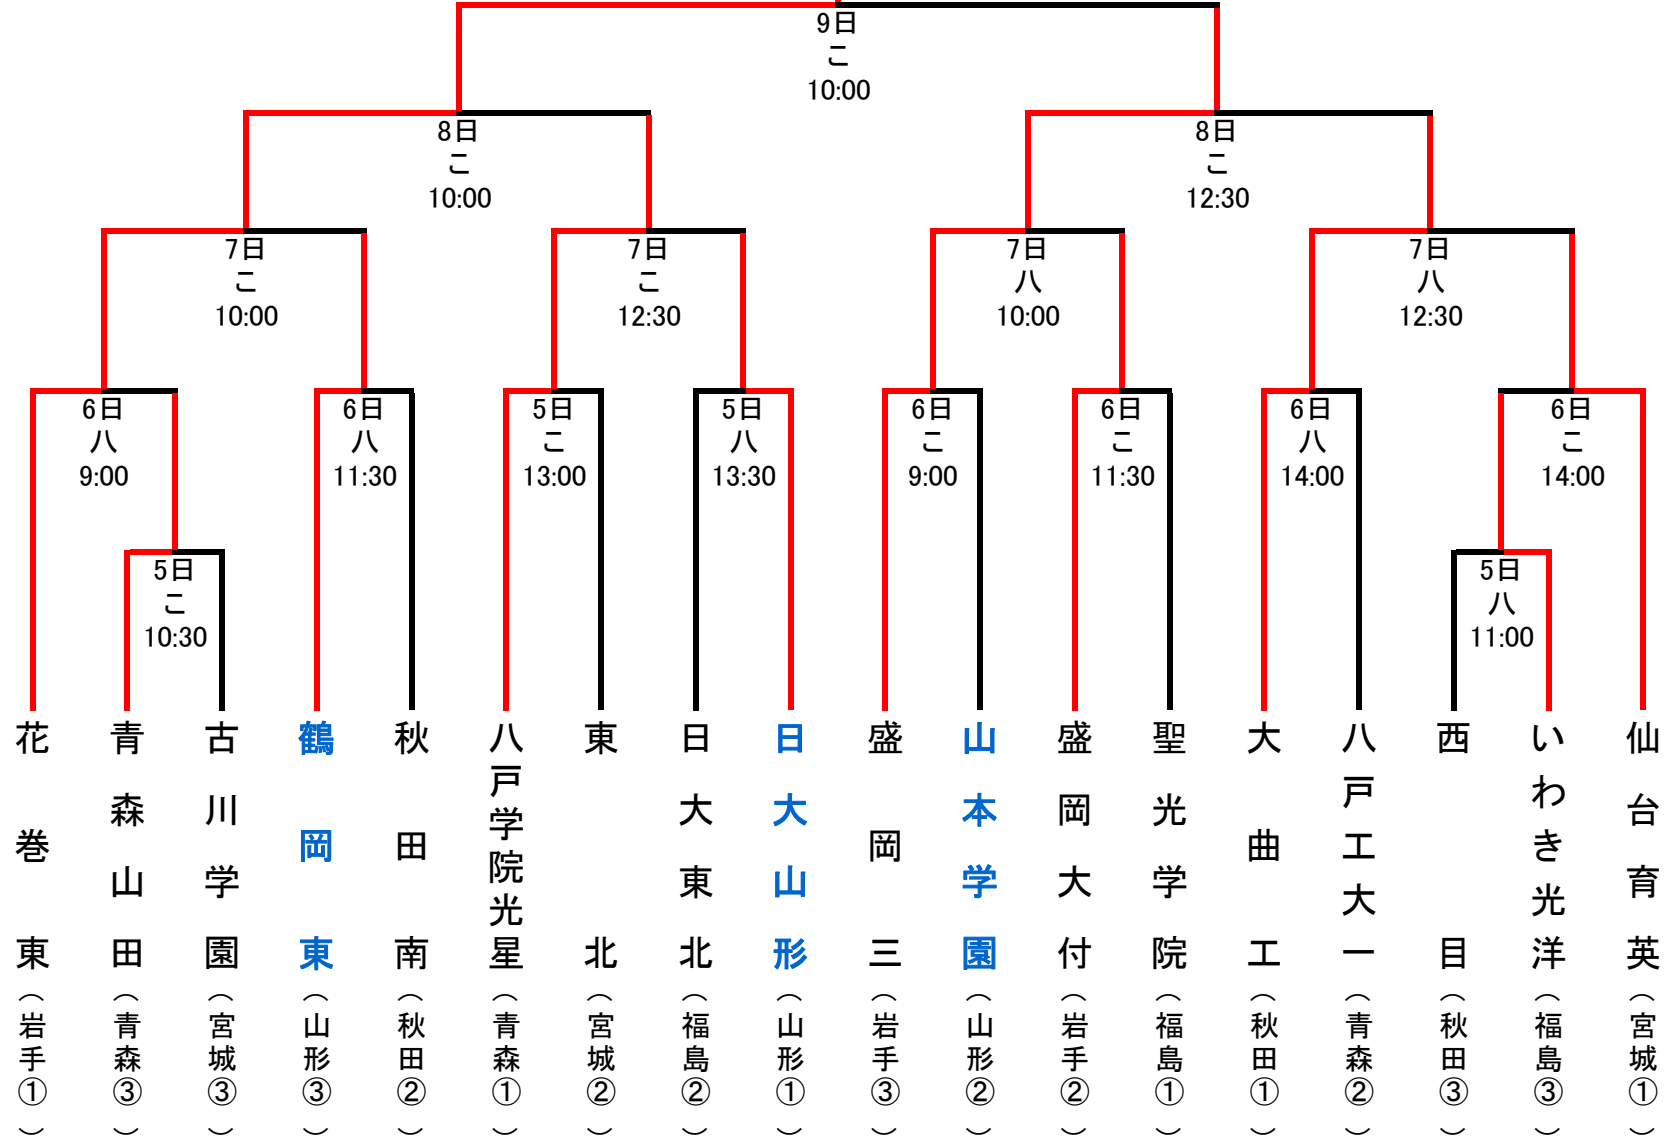 9日
こ
10:00
8日
こ
10:00
8日
こ
12:30
7日
こ
10:00
7日
こ
12:30
7日
八
10:00
7日
八
12:30
6日
八
9:00
6日
八
11:30
5日
こ
13:00
5日
八
13:30
6日
こ
9:00
6日
こ
11:30
6日
八
14:00
6日
こ
14:00
5日
こ
10:30
5日
八
11:00
花巻東（岩手①）
青森山田（青森③）
古川学園（宮城③）
鶴岡東（山形③）
秋田南（秋田②）
八戸学院光星（青森①）
東北（宮城②）
日大東北（福島②）
日大山形（山形①）
盛岡三（岩手③）
山本学園（山形②）
盛岡大付（岩手②）
聖光学院（福島①）
大曲工（秋田①）
八戸工大一（青森②）
西目（秋田③）
いわき光洋（福島③）
仙台育英（宮城①）